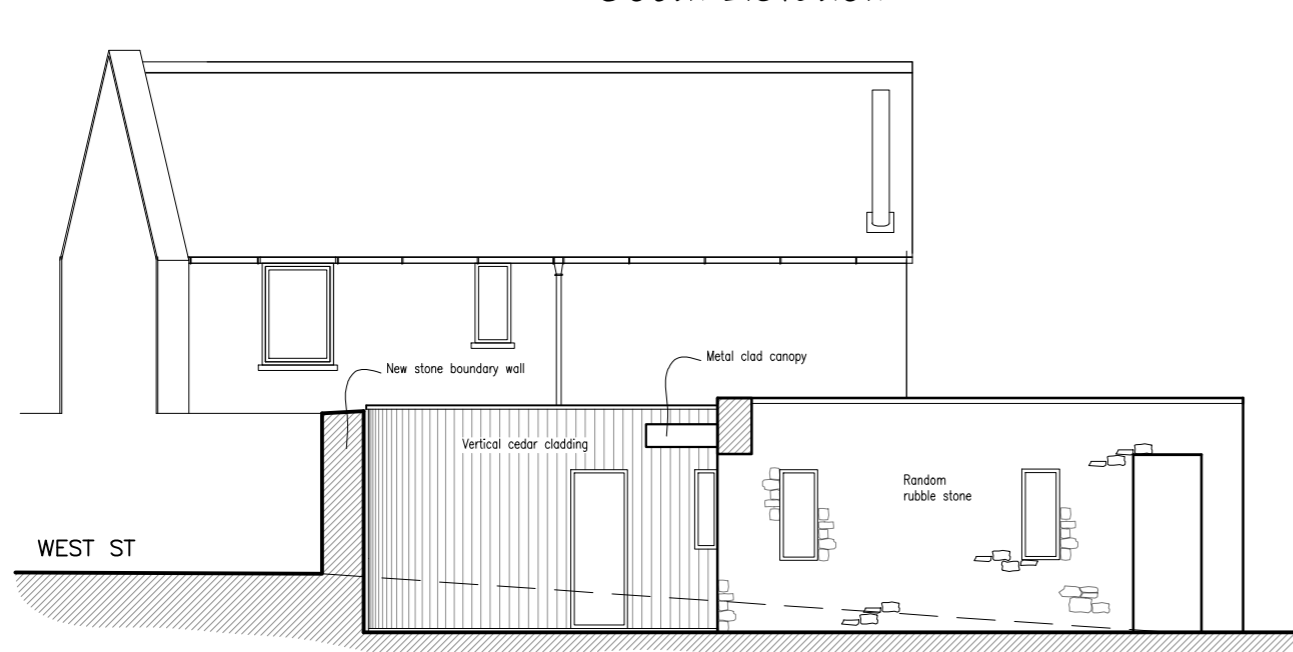 Metal clad canopy
New stone boundary wall
Vertical cedar cladding
Random
rubble stone
WEST ST